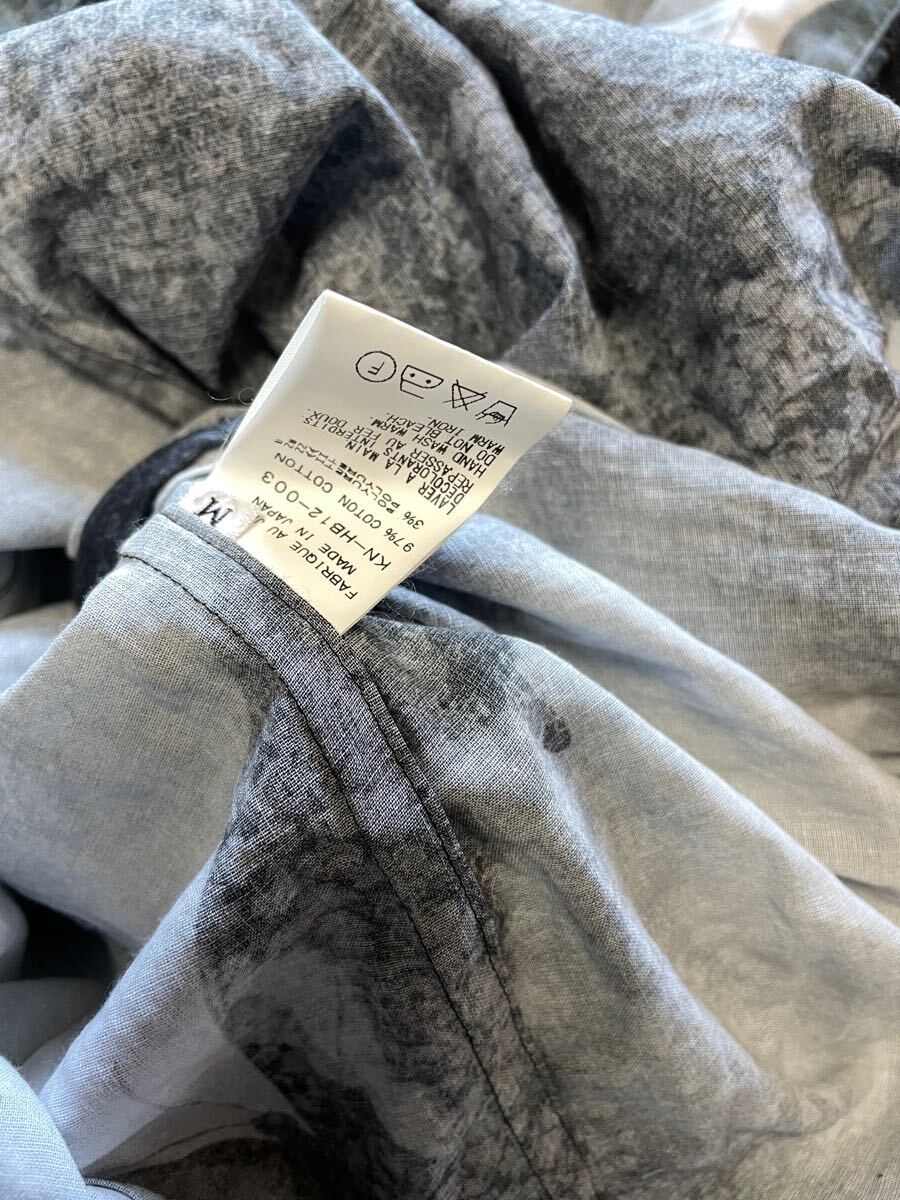 M
FABRIQUE AU
MADE IN JAPAN
KN-HB12-003
97% COTON COTTON
3% POLYURETHANE
LAVER A LA MAIN
DECOLORANTS INTERDITS
REPASSER AU FER DOUX.
HAND WASH WARM
DO NOT BLEACH.
WARM IRON
F